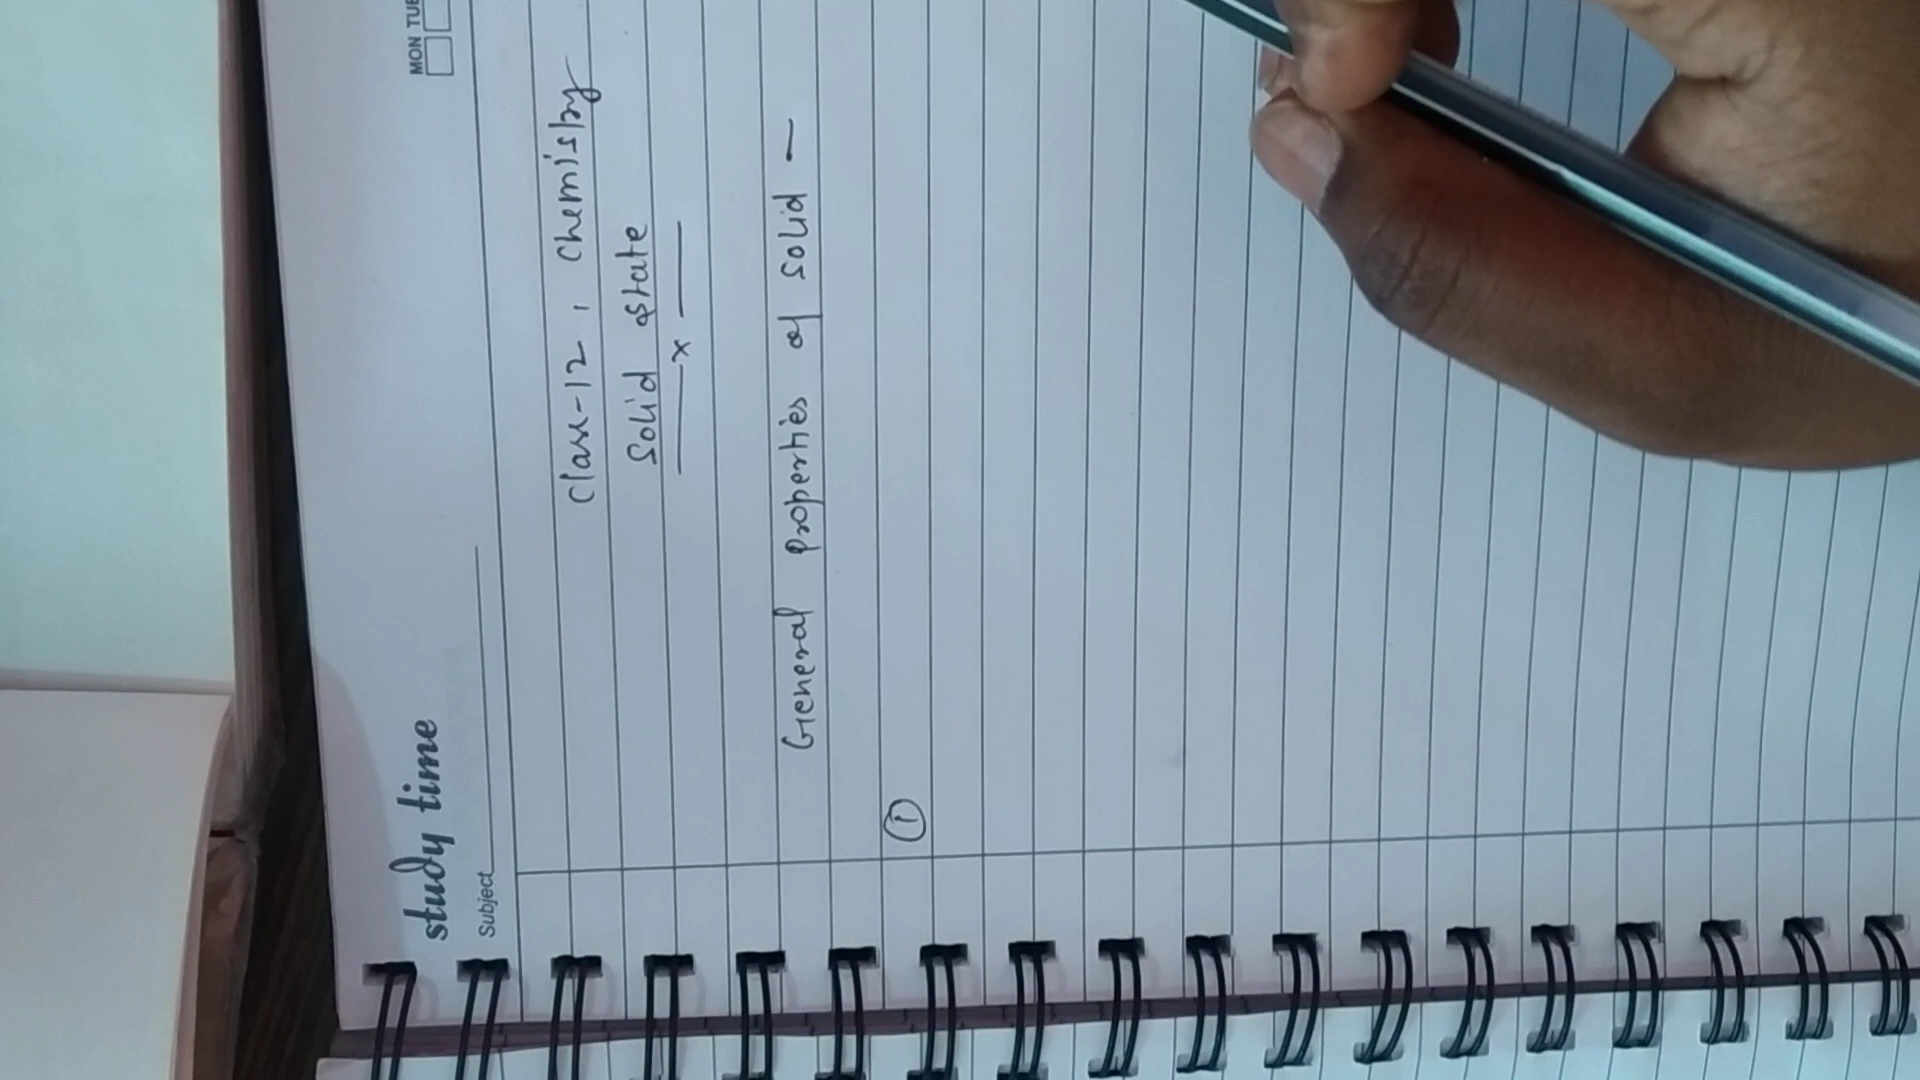 study time
MON TUE
Subject
Class-12, Chemistry
Solid state
x
General properties of solid —
①